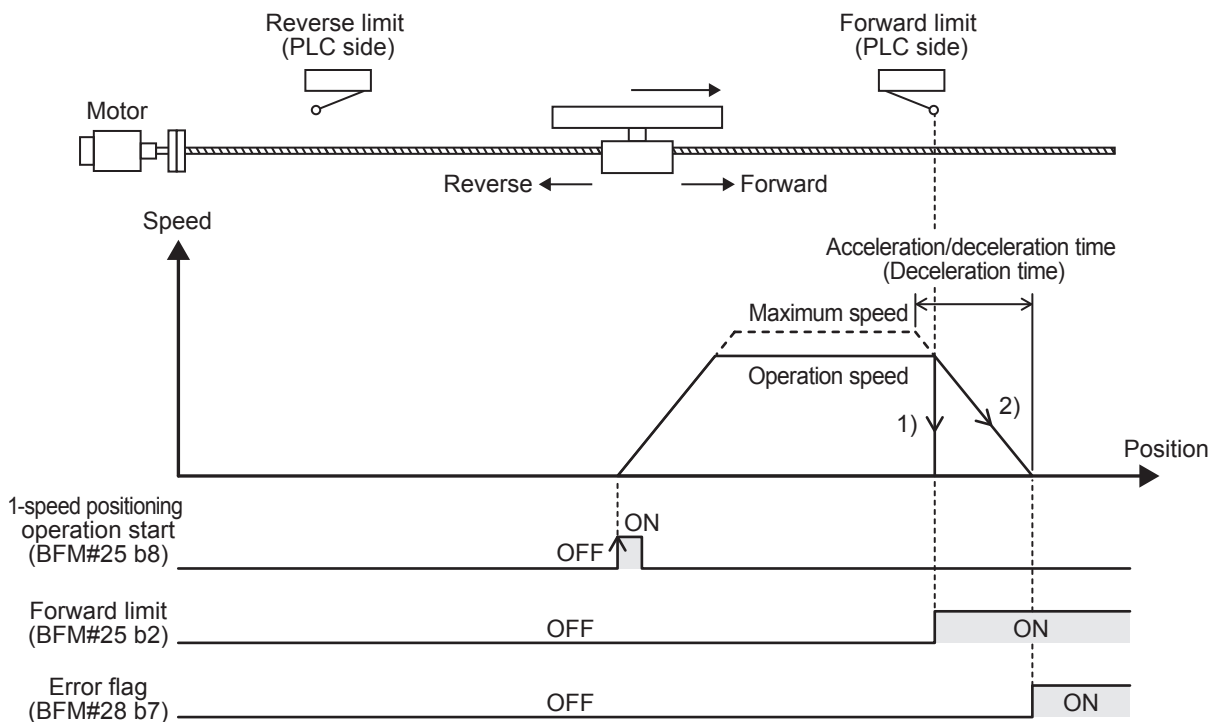 Reverse limit
(PLC side)
Forward limit
(PLC side)
Motor
Reverse
Forward
Speed
Acceleration/deceleration time
(Deceleration time)
Maximum speed
Operation speed
1)
2)
Position
1-speed positioning
operation start
(BFM#25 b8)
OFF
ON
Forward limit
(BFM#25 b2)
OFF
ON
Error flag
(BFM#28 b7)
OFF
ON